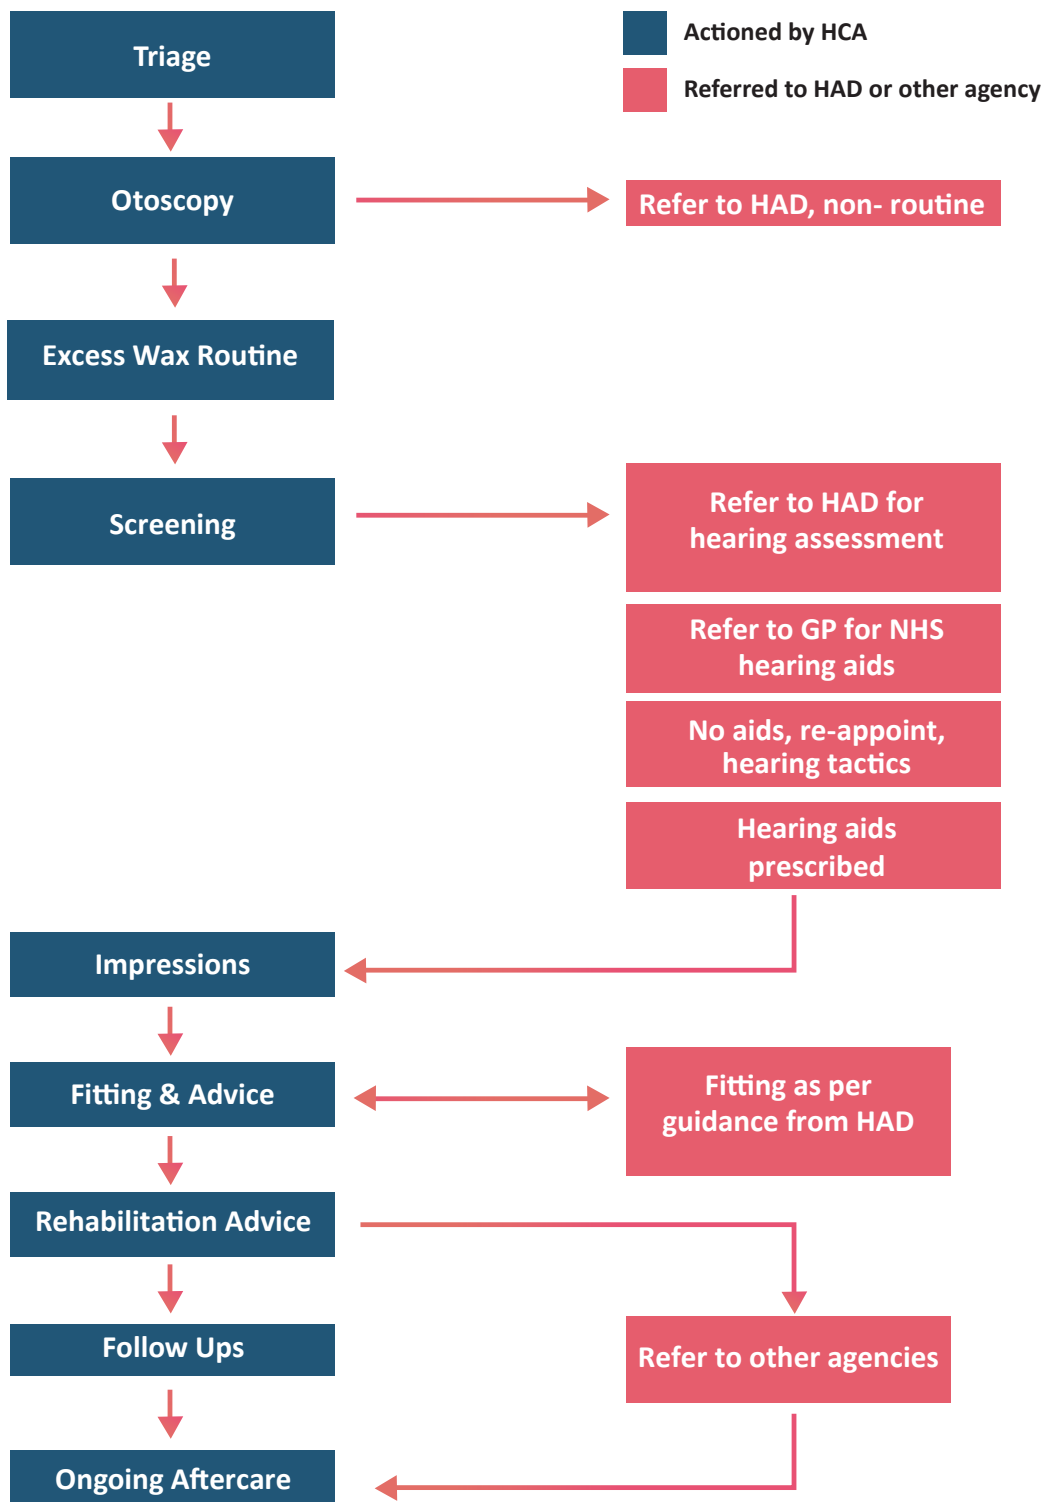 Triage
Actioned by HCA
Referred to HAD or other agency
Otoscopy
Refer to HAD, non- routine
Excess Wax Routine
Screening
Refer to HAD for
hearing assessment
Refer to GP for NHS
hearing aids
No aids, re-appoint,
hearing tactics
Hearing aids
prescribed
Impressions
Fitting & Advice
Fitting as per
guidance from HAD
Rehabilitation Advice
Follow Ups
Refer to other agencies
Ongoing Aftercare